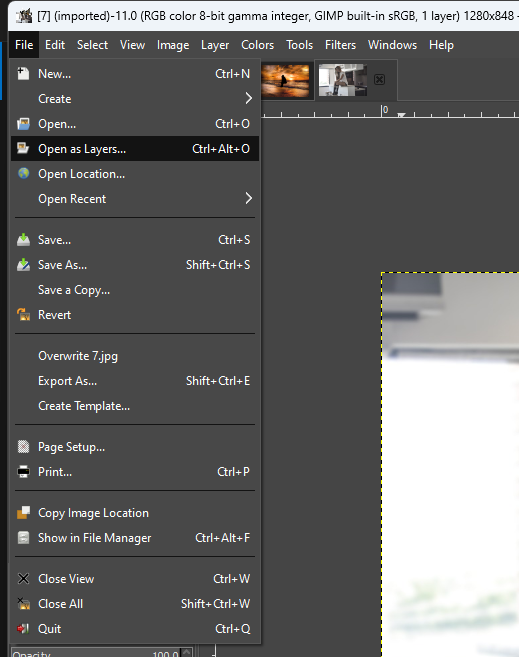 [7] (imported)-11.0 (RGB color 8-bit gamma integer, GIMP built-in sRGB, 1 layer) 1280x848 -
File Edit Select View Image Layer Colors Tools Filters Windows Help
New... Ctrl+N
Create
Open... Ctrl+O
Open as Layers... Ctrl+Alt+O
Open Location...
Open Recent
Save... Ctrl+S
Save As... Shift+Ctrl+S
Save a Copy...
Revert
Overwrite 7.jpg
Export As... Shift+Ctrl+E
Create Template...
Page Setup...
Print... Ctrl+P
Copy Image Location
Show in File Manager Ctrl+Alt+F
Close View Ctrl+W
Close All Shift+Ctrl+W
Quit Ctrl+Q
0
Opacity 100.0